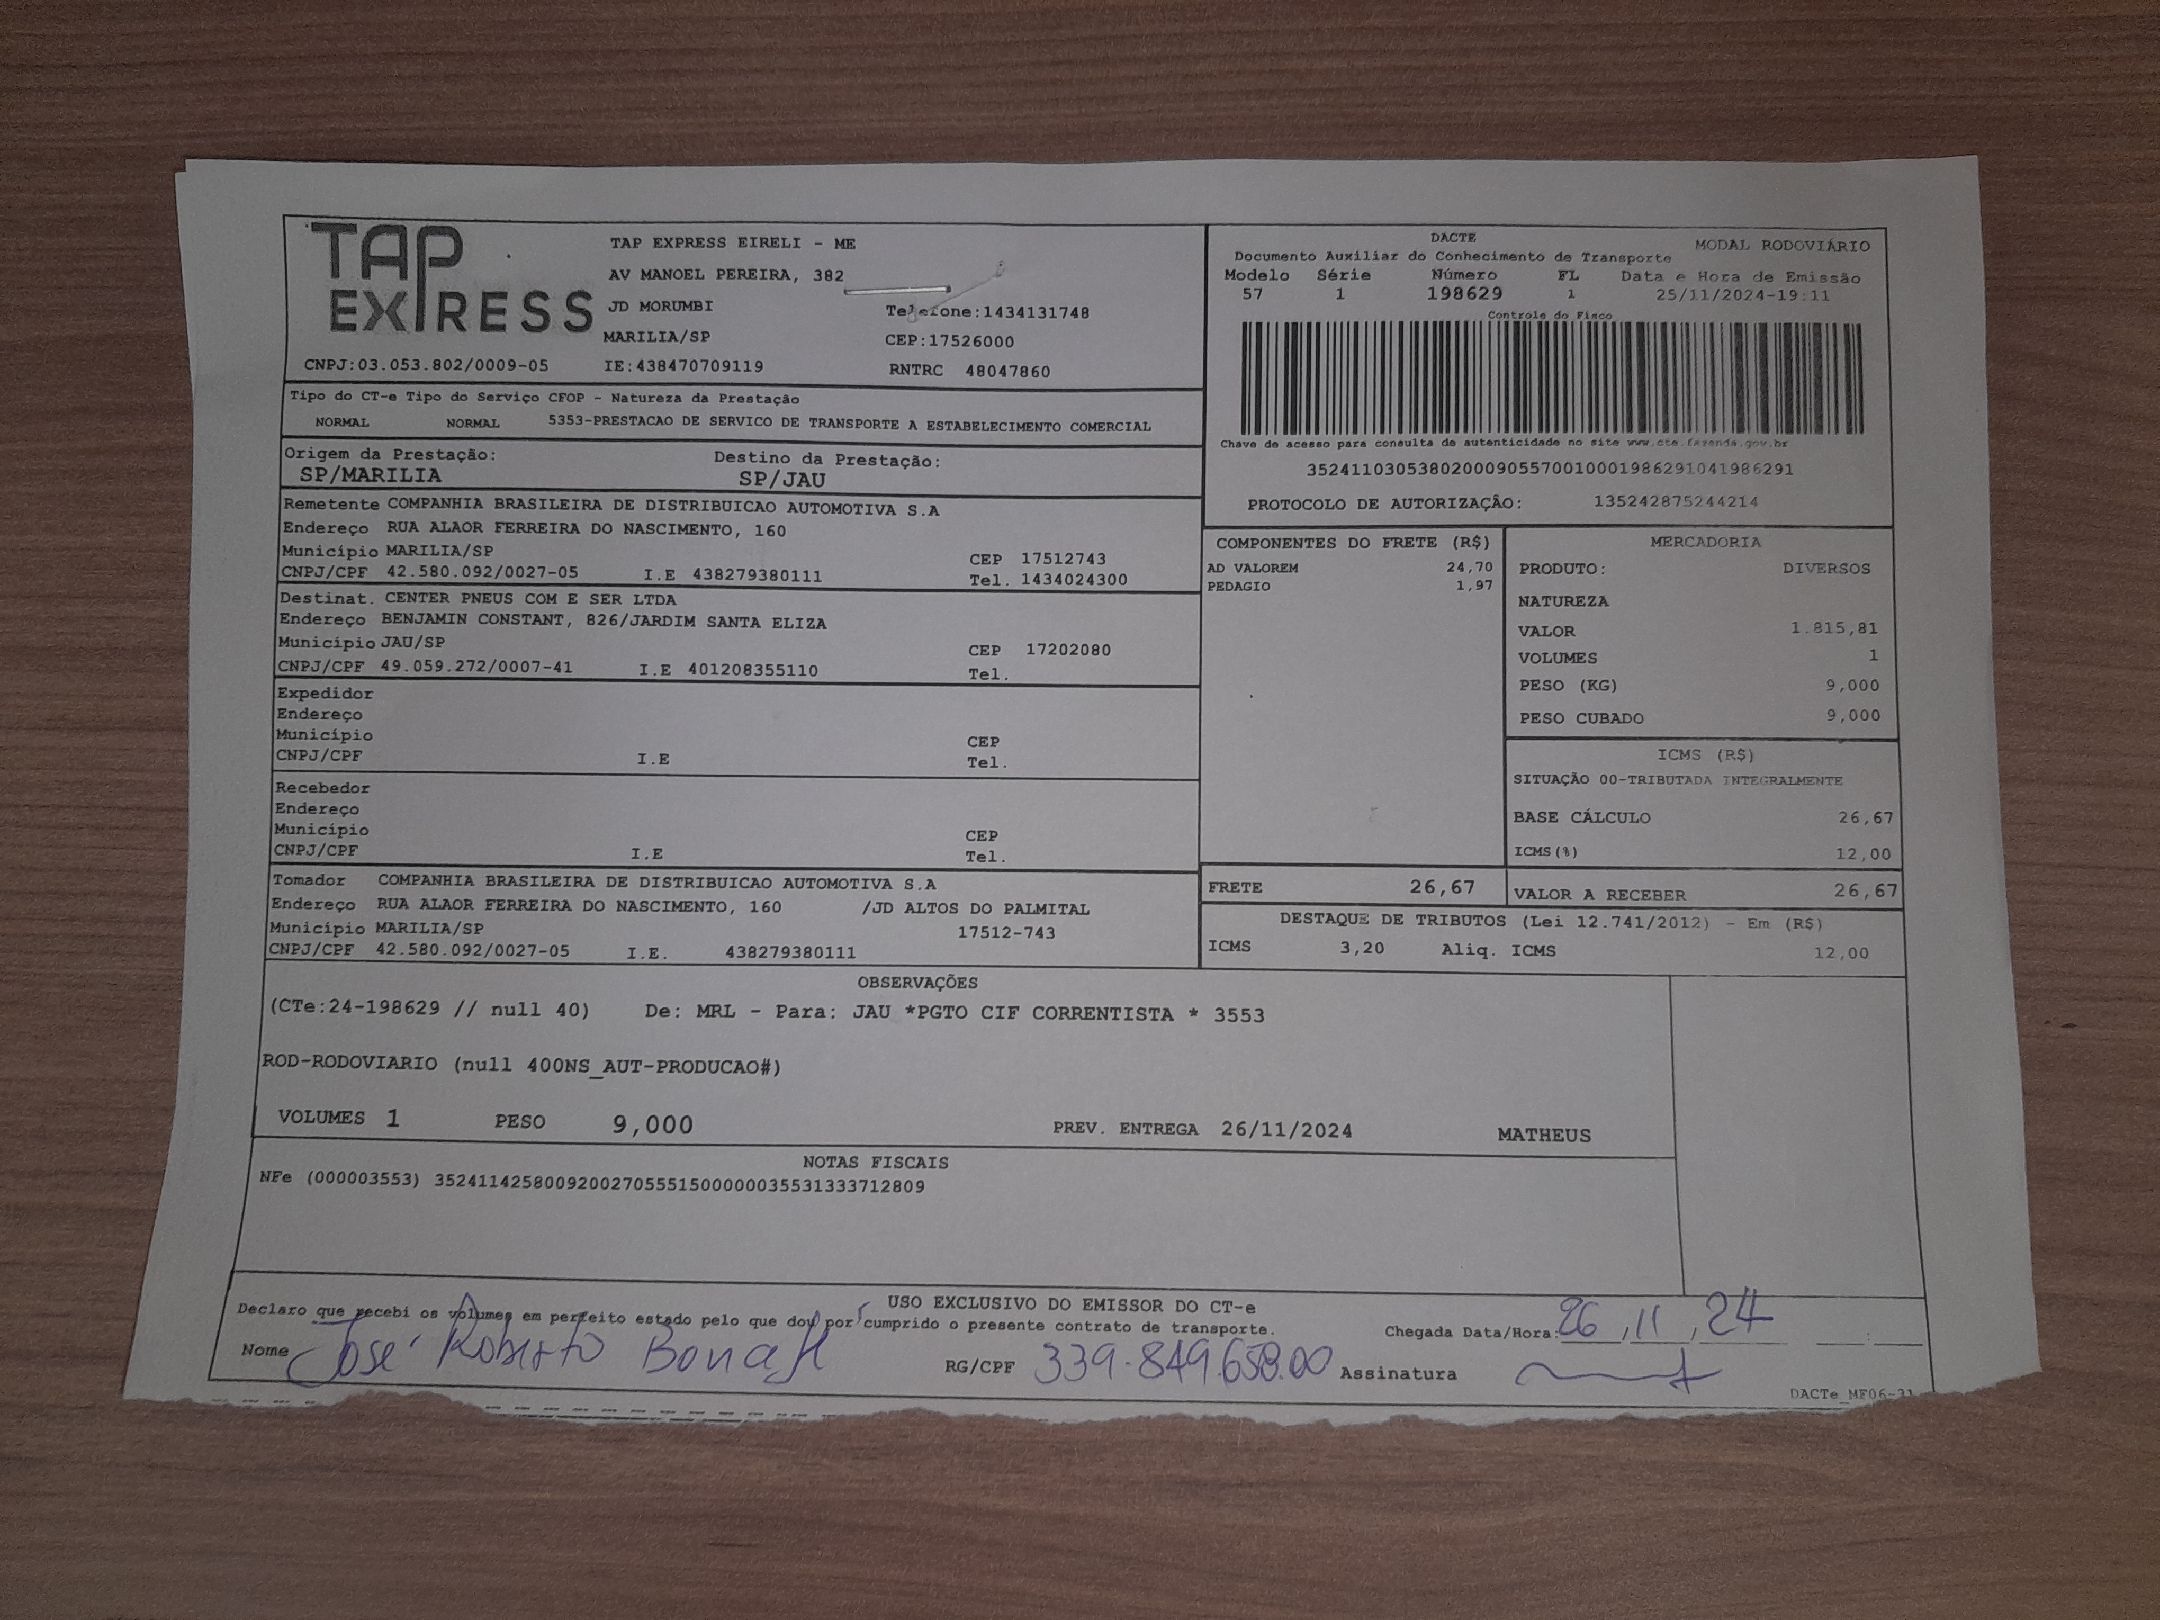 TAP EXPRESS
TAP EXPRESS EIRELI - ME
AV MANOEL PEREIRA, 382
JD MORUMBI
Telefone:1434131748
MARILIA/SP
CEP:17526000
CNPJ:03.053.802/0009-05 IE:438470709119 RNTRC 48047860
DACTE
MODAL RODOVIÁRIO
Documento Auxiliar do Conhecimento de Transporte
Modelo Série Número FL Data e Hora de Emissão
57 1 198629 1 25/11/2024-19:11
Controle do Fisco
Chave de acesso para consulta de autenticidade no site www.cte.fazenda.gov.br
35241103053802000905570010001986291041986291
PROTOCOLO DE AUTORIZAÇÃO: 135242875244214
Tipo do CT-e Tipo do Serviço CFOP - Natureza da Prestação
NORMAL NORMAL 5353-PRESTACAO DE SERVICO DE TRANSPORTE A ESTABELECIMENTO COMERCIAL
Origem da Prestação: Destino da Prestação:
SP/MARILIA SP/JAU
Remetente COMPANHIA BRASILEIRA DE DISTRIBUICAO AUTOMOTIVA S.A
Endereço RUA ALAOR FERREIRA DO NASCIMENTO, 160
Município MARILIA/SP CEP 17512743
CNPJ/CPF 42.580.092/0027-05 I.E 438279380111 Tel. 1434024300
Destinat. CENTER PNEUS COM E SER LTDA
Endereço BENJAMIN CONSTANT, 826/JARDIM SANTA ELIZA
Município JAU/SP CEP 17202080
CNPJ/CPF 49.059.272/0007-41 I.E 401208355110 Tel.
Expedidor
Endereço
Município CEP
CNPJ/CPF I.E Tel.
Recebedor
Endereço
Município CEP
CNPJ/CPF I.E Tel.
Tomador COMPANHIA BRASILEIRA DE DISTRIBUICAO AUTOMOTIVA S.A
Endereço RUA ALAOR FERREIRA DO NASCIMENTO, 160 /JD ALTOS DO PALMITAL
Município MARILIA/SP 17512-743
CNPJ/CPF 42.580.092/0027-05 I.E. 438279380111
COMPONENTES DO FRETE (R$)
AD VALOREM 24,70
PEDAGIO 1,97
MERCADORIA
PRODUTO: DIVERSOS
NATUREZA
VALOR 1.815,81
VOLUMES 1
PESO (KG) 9,000
PESO CUBADO 9,000
ICMS (R$)
SITUAÇÃO 00-TRIBUTADA INTEGRALMENTE
BASE CÁLCULO 26,67
ICMS(%) 12,00
FRETE 26,67 VALOR A RECEBER 26,67
DESTAQUE DE TRIBUTOS (Lei 12.741/2012) - Em (R$)
ICMS 3,20 Aliq. ICMS 12,00
OBSERVAÇÕES
(CTe:24-198629 // null 40) De: MRL - Para: JAU *PGTO CIF CORRENTISTA * 3553
ROD-RODOVIARIO (null 400NS_AUT-PRODUCAO#)
VOLUMES 1 PESO 9,000 PREV. ENTREGA 26/11/2024 MATHEUS
NOTAS FISCAIS
NFe (000003553) 35241142580092002705551500000035531333712809
USO EXCLUSIVO DO EMISSOR DO CT-e
Declaro que recebi os volumes em perfeito estado pelo que dou por cumprido o presente contrato de transporte.
Chegada Data/Hora: 26 , 11 , 24
Nome José Roberto RG/CPF 339.849.658.00 Assinatura